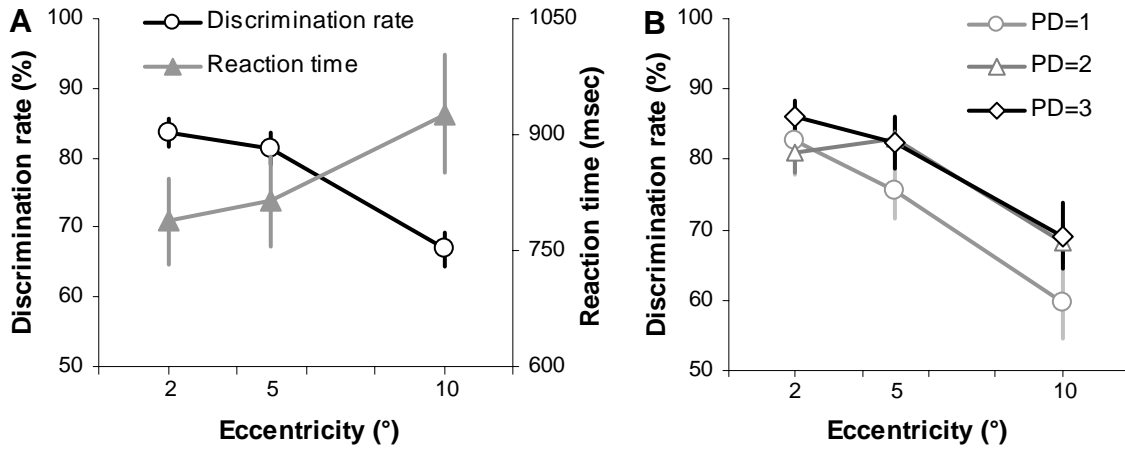 A
Discrimination rate
Reaction time
Discrimination rate (%)
100
90
80
70
60
50
Reaction time (msec)
1050
900
750
600
2
5
10
Eccentricity (°)
B
PD=1
PD=2
PD=3
Discrimination rate (%)
100
90
80
70
60
50
2
5
10
Eccentricity (°)